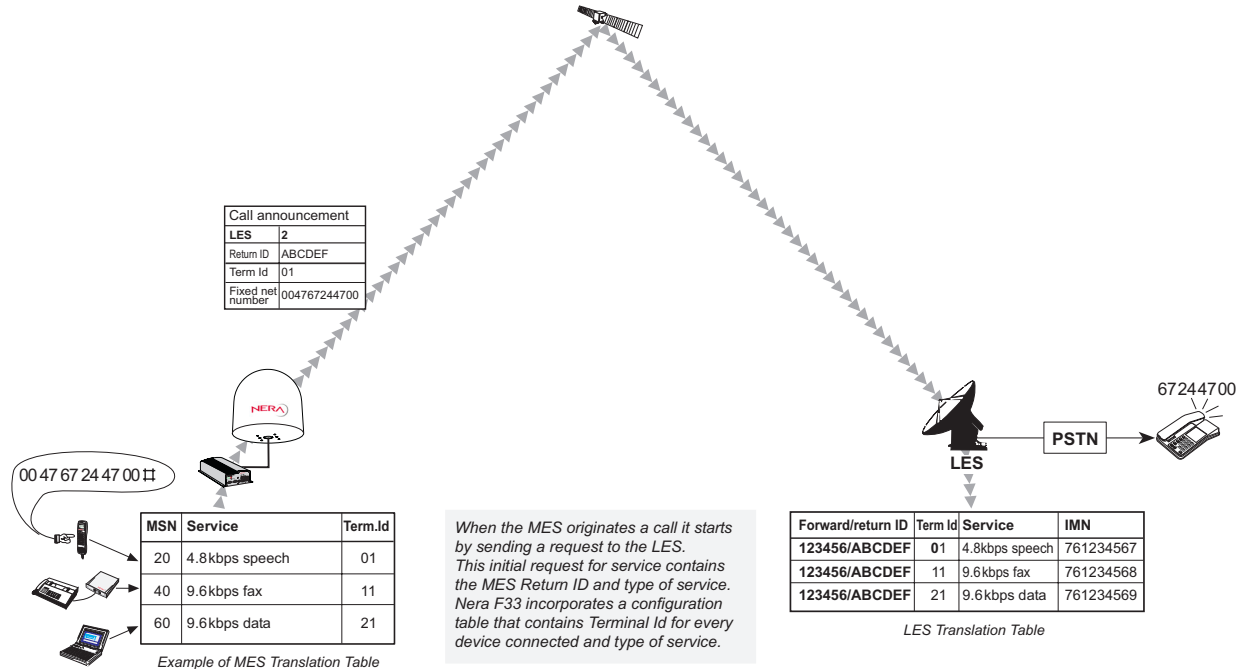 Call announcement
LES 2
Return ID ABCDEF
Term Id 01
Fixed net number 004767244700
NERA
67244700
PSTN
LES
00 47 67 24 47 00 ⌗
MSN Service Term.Id
20 4.8kbps speech 01
40 9.6kbps fax 11
60 9.6kbps data 21
Example of MES Translation Table
When the MES originates a call it starts
by sending a request to the LES.
This initial request for service contains
the MES Return ID and type of service.
Nera F33 incorporates a configuration
table that contains Terminal Id for every
device connected and type of service.
Forward/return ID Term Id Service IMN
123456/ABCDEF 01 4.8kbps speech 761234567
123456/ABCDEF 11 9.6kbps fax 761234568
123456/ABCDEF 21 9.6kbps data 761234569
LES Translation Table